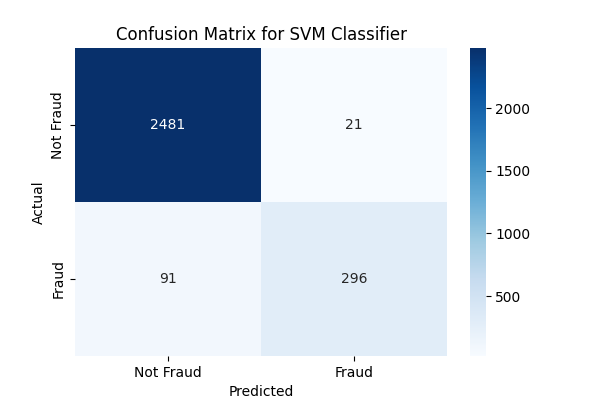 Confusion Matrix for SVM Classifier
Actual
Not Fraud
2481
21
Fraud
91
296
Not Fraud
Fraud
Predicted
2000
1500
1000
500